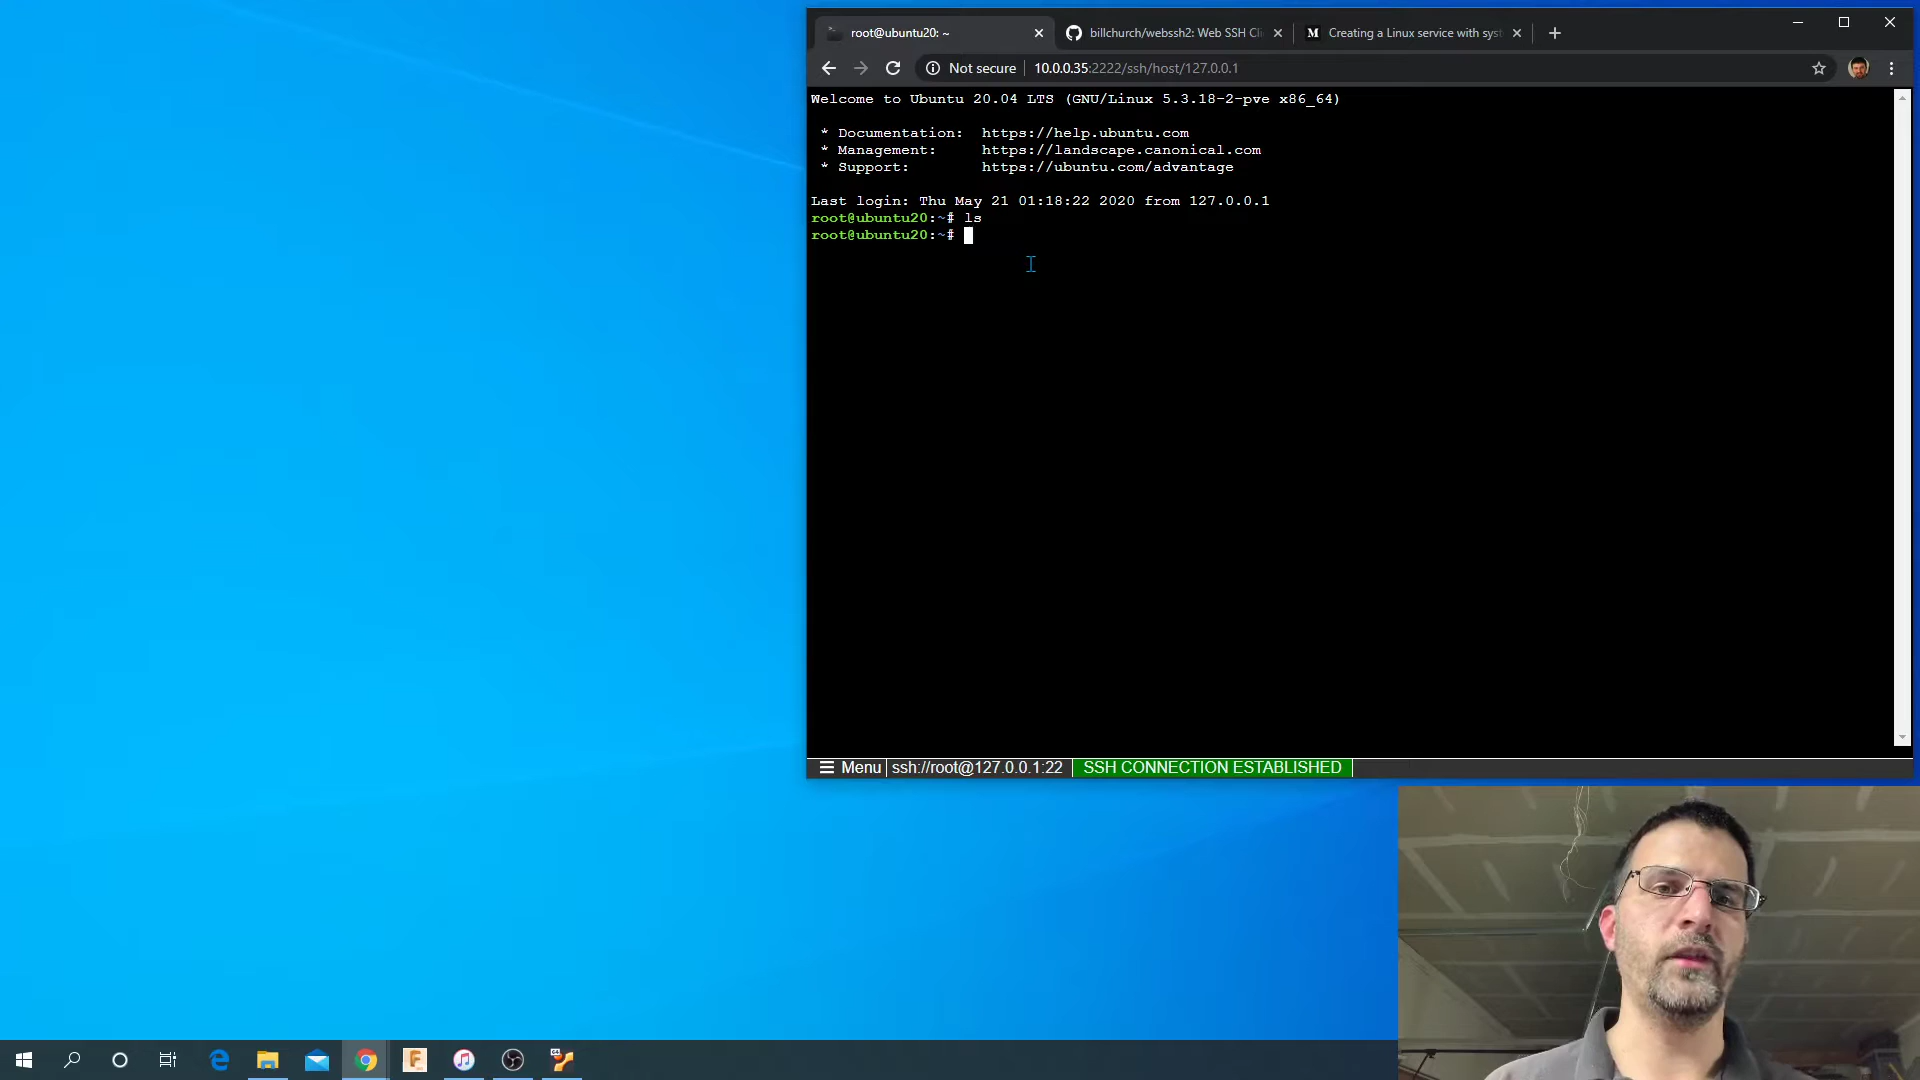 root@ubuntu20: ~
billchurch/webssh2: Web SSH Cli
M Creating a Linux service with syst
Not secure 10.0.0.35:2222/ssh/host/127.0.0.1
Welcome to Ubuntu 20.04 LTS (GNU/Linux 5.3.18-2-pve x86_64)
* Documentation: https://help.ubuntu.com
* Management: https://landscape.canonical.com
* Support: https://ubuntu.com/advantage
Last login: Thu May 21 01:18:22 2020 from 127.0.0.1
root@ubuntu20:~# ls
root@ubuntu20:~#
Menu ssh://root@127.0.0.1:22 SSH CONNECTION ESTABLISHED
F
64